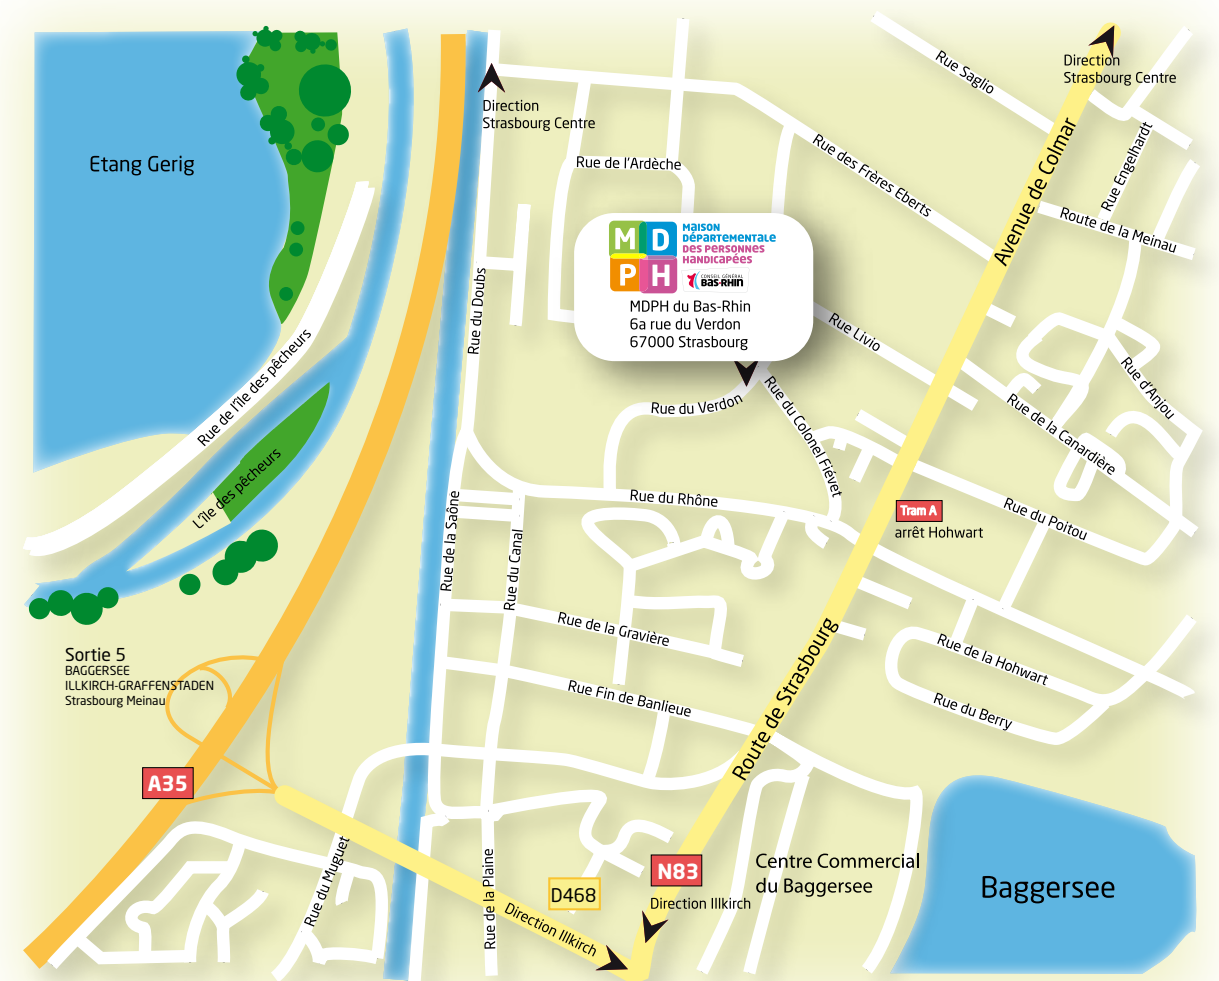 Direction
Strasbourg Centre
Rue Saglio
Direction
Strasbourg Centre
Etang Gerig
Rue de l'Ardèche
Rue des Frères Eberts
Avenue de Colmar
Rue Engelhardt
Route de la Meinau
M D P H
MAISON
DÉPARTEMENTALE
DES PERSONNES
HANDICAPÉES
CONSEIL GÉNÉRAL
BAS-RHIN
MDPH du Bas-Rhin
6a rue du Verdon
67000 Strasbourg
Rue du Doubs
Rue Livio
Rue de l'île des pêcheurs
Rue d'Anjou
Rue du Verdon
Rue du Colonel Fiévet
Rue de la Canardière
L'île des pêcheurs
Rue du Rhône
Rue de la Saône
Rue du Canal
Tram A
arrêt Hohwart
Rue du Poitou
Rue de la Gravière
Route de Strasbourg
Rue de la Hohwart
Sortie 5
BAGGERSEE
ILLKIRCH-GRAFFENSTADEN
Strasbourg Meinau
Rue Fin de Banlieue
Rue du Berry
A35
Rue du Muguet
Rue de la Plaine
N83
D468
Centre Commercial
du Baggersee
Baggersee
Direction Illkirch
Direction Illkirch